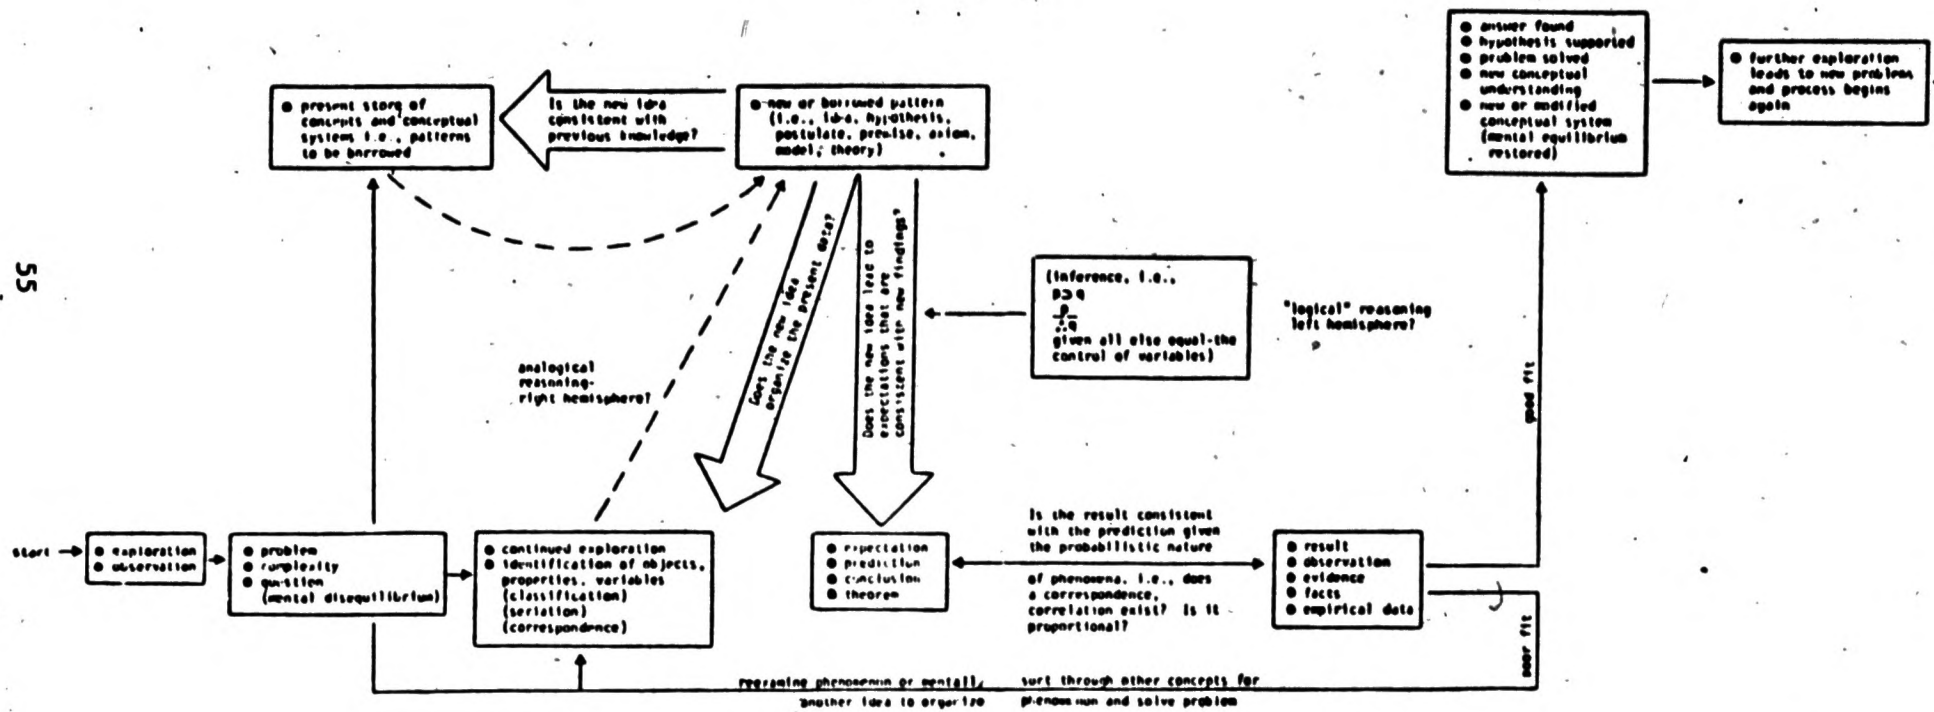 55
start
● exploration
● observation
● problem
● complexity
● question
(mental disequilibrium)
● continued exploration
● identification of objects,
properties, variables
(classification)
(seriation)
(correspondence)
● present store of
concepts and conceptual
systems i.e., patterns
to be borrowed
Is the new idea
consistent with
previous knowledge?
● new or borrowed pattern
(i.e., idea, hypothesis,
postulate, premise, axiom,
model, theory)
analogical
reasoning-
right hemisphere?
Does the new idea
organize the present data?
Does the new idea lead to
expectations that are
consistent with new findings?
(inference, i.e.,
p⊃q
given all else equal-the
control of variables)
"logical" reasoning
left hemisphere?
● expectation
● prediction
● conclusion
● theorem
Is the result consistent
with the prediction given
the probabilistic nature
of phenomena, i.e., does
a correspondence,
correlation exist? Is it
proportional?
● result
● observation
● evidence
● facts
● empirical data
good fit
poor fit
● answer found
● hypothesis supported
● problem solved
● new conceptual
understanding
● new or modified
conceptual system
(mental equilibrium
restored)
● further exploration
leads to new problems
and process begins
again
reexamine phenomenon or mentally sort through other concepts for
another idea to organize phenomenon and solve problem